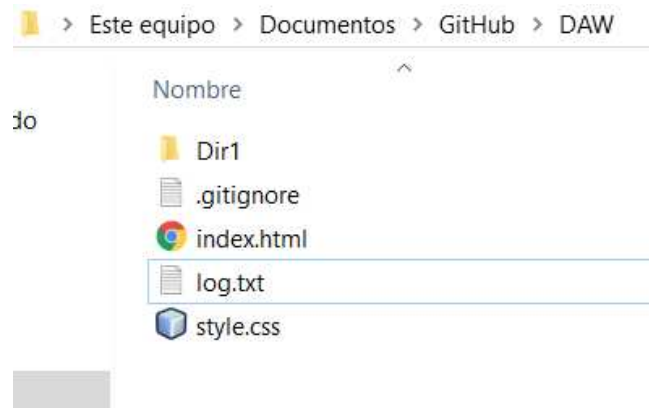 Este equipo > Documentos > GitHub > DAW
Nombre
do
Dir1
.gitignore
index.html
log.txt
style.css